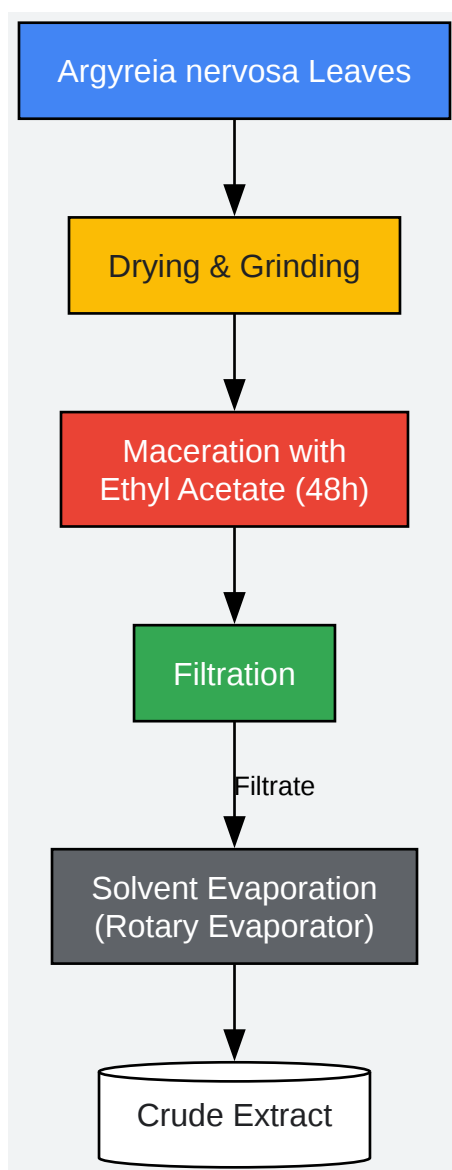 Argyreia nervosa Leaves
Drying & Grinding
Maceration with
Ethyl Acetate (48h)
Filtration
Filtrate
Solvent Evaporation
(Rotary Evaporator)
Crude Extract